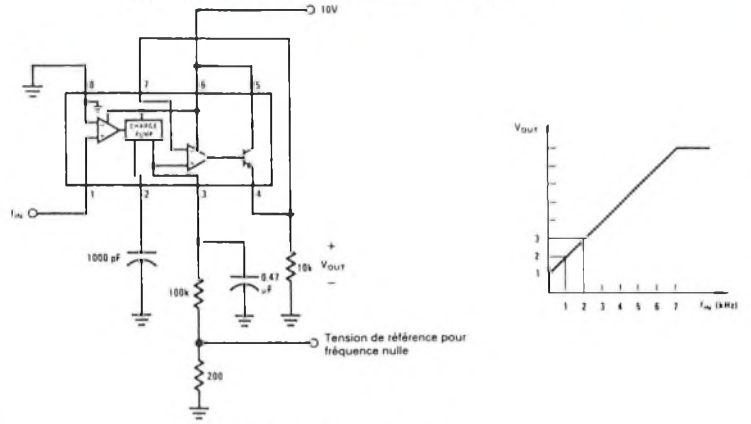 10V
8
7
6
5
CHARGE
PUMP
1
2
3
4
fIN
1000 pF
100k
0.47
µF
10k
+
VOUT
–
Tension de référence pour
fréquence nulle
200
VOUT
3
2
1
1 2 3 4 5 6 7
fIN (kHz)